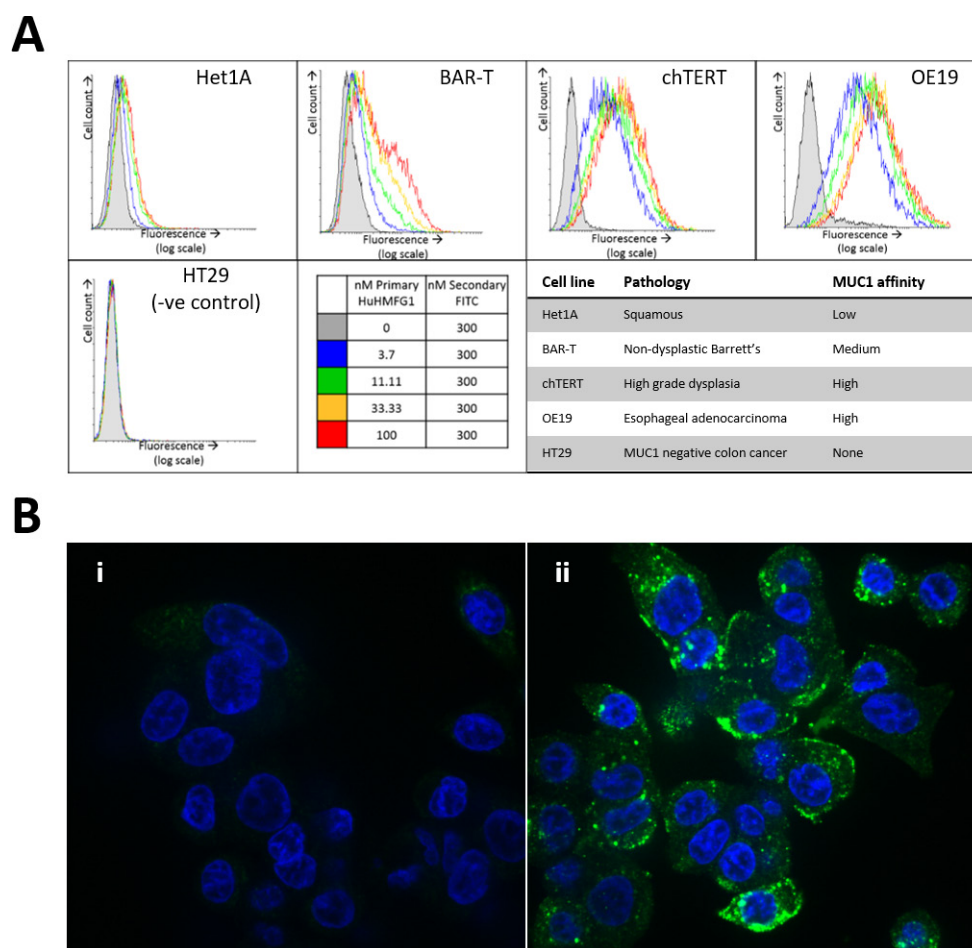 A
Het1A
Cell count →
Fluorescence →
(log scale)
BAR-T
Cell count →
Fluorescence →
(log scale)
chTERT
Cell count →
Fluorescence →
(log scale)
OE19
Cell count →
Fluorescence →
(log scale)
HT29
(-ve control)
Cell count →
Fluorescence →
(log scale)
nM Primary HuHMFG1 nM Secondary FITC
0 300
3.7 300
11.11 300
33.33 300
100 300
Cell line Pathology MUC1 affinity
Het1A Squamous Low
BAR-T Non-dysplastic Barrett's Medium
chTERT High grade dysplasia High
OE19 Esophageal adenocarcinoma High
HT29 MUC1 negative colon cancer None
B
i
ii